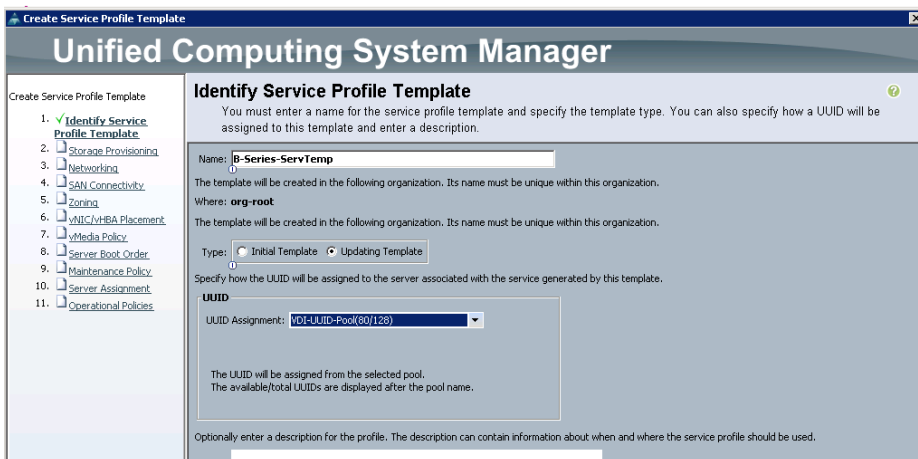 Create Service Profile Template
Unified Computing System Manager
Create Service Profile Template
1. Identify Service
Profile Template
2. Storage Provisioning
3. Networking
4. SAN Connectivity
5. Zoning
6. vNIC/vHBA Placement
7. vMedia Policy
8. Server Boot Order
9. Maintenance Policy
10. Server Assignment
11. Operational Policies
Identify Service Profile Template
You must enter a name for the service profile template and specify the template type. You can also specify how a UUID will be
assigned to this template and enter a description.
Name: B-Series-ServTemp
The template will be created in the following organization. Its name must be unique within this organization.
Where: org-root
The template will be created in the following organization. Its name must be unique within this organization.
Type: Initial Template Updating Template
Specify how the UUID will be assigned to the server associated with the service generated by this template.
UUID
UUID Assignment: VDI-UUID-Pool(80/128)
The UUID will be assigned from the selected pool.
The available/total UUIDs are displayed after the pool name.
Optionally enter a description for the profile. The description can contain information about when and where the service profile should be used.